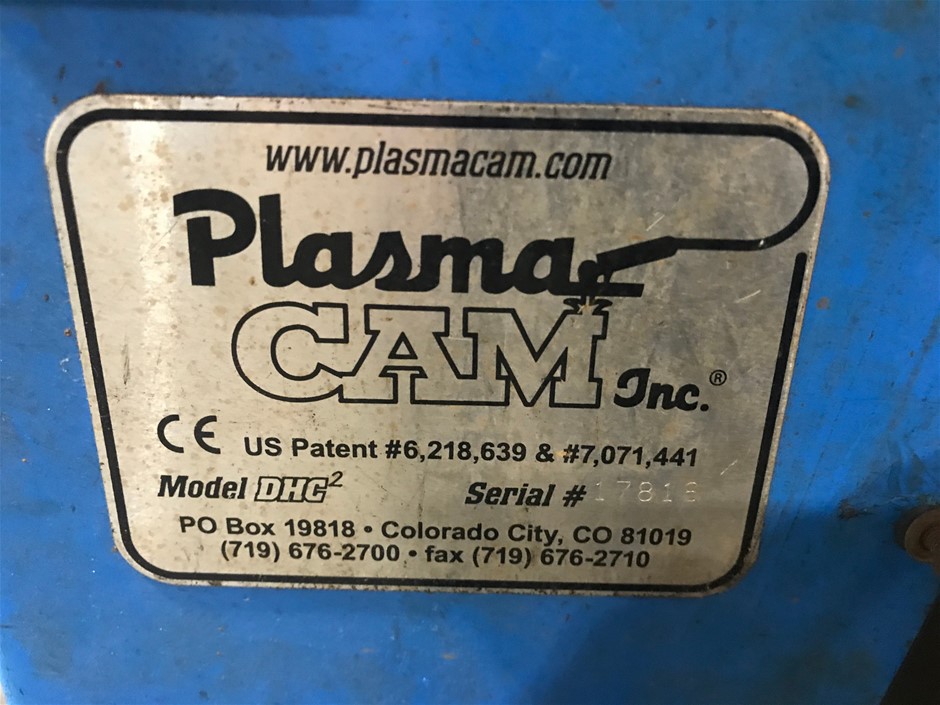 www.plasmacam.com
Plasma
CAM Inc.®
CE US Patent #6,218,639 & #7,071,441
Model DHC² Serial #
PO Box 19818 • Colorado City, CO 81019
(719) 676-2700 • fax (719) 676-2710